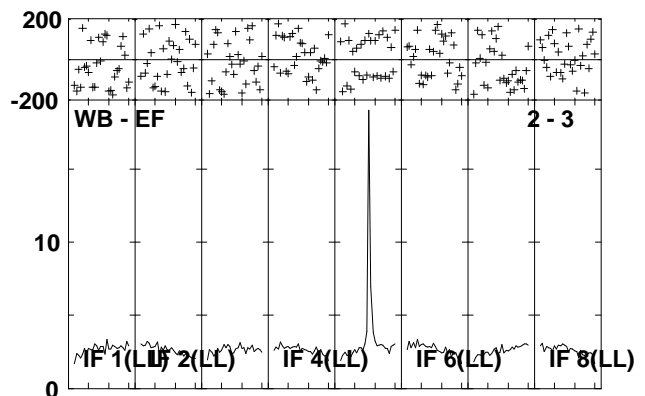 200
-200
WB - EF 2 - 3
10
IF 1(LL) IF 2(LL) IF 4(LL) IF 6(LL) IF 8(LL)
0